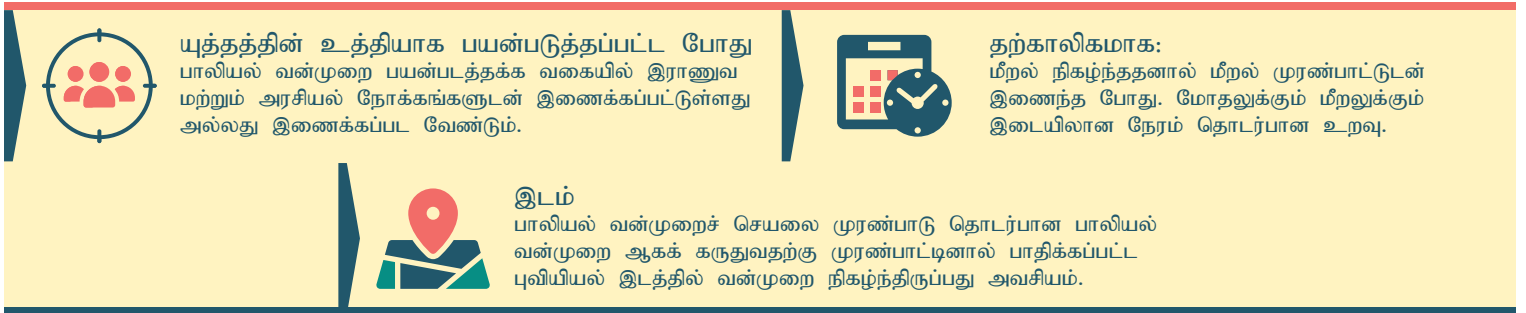 யுத்தத்தின் உத்தியாக பயன்படுத்தப்பட்ட போது
பாலியல் வன்முறை பயன்படத்தக்க வகையில் இராணுவ
மற்றும் அரசியல் நோக்கங்களுடன் இணைக்கப்பட்டுள்ளது
அல்லது இணைக்கப்பட வேண்டும்.
தற்காலிகமாக:
மீறல் நிகழ்ந்ததனால் மீறல் முரண்பாட்டுடன்
இணைந்த போது. மோதலுக்கும் மீறலுக்கும்
இடையிலான நேரம் தொடர்பான உறவு.
இடம்
பாலியல் வன்முறைச் செயலை முரண்பாடு தொடர்பான பாலியல்
வன்முறை ஆகக் கருதுவதற்கு முரண்பாட்டினால் பாதிக்கப்பட்ட
புவியியல் இடத்தில் வன்முறை நிகழ்ந்திருப்பது அவசியம்.